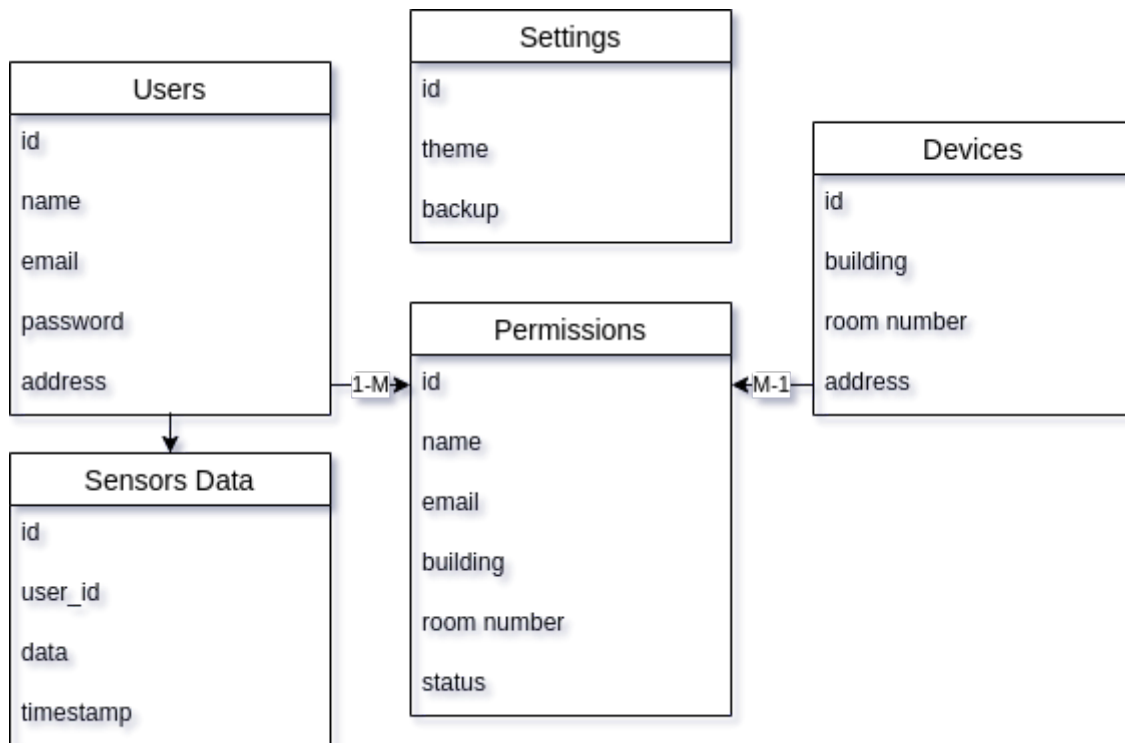 Settings
id
theme
backup
Users
id
name
email
password
address
Devices
id
building
room number
address
1-M
M-1
Permissions
id
name
email
building
room number
status
Sensors Data
id
user_id
data
timestamp